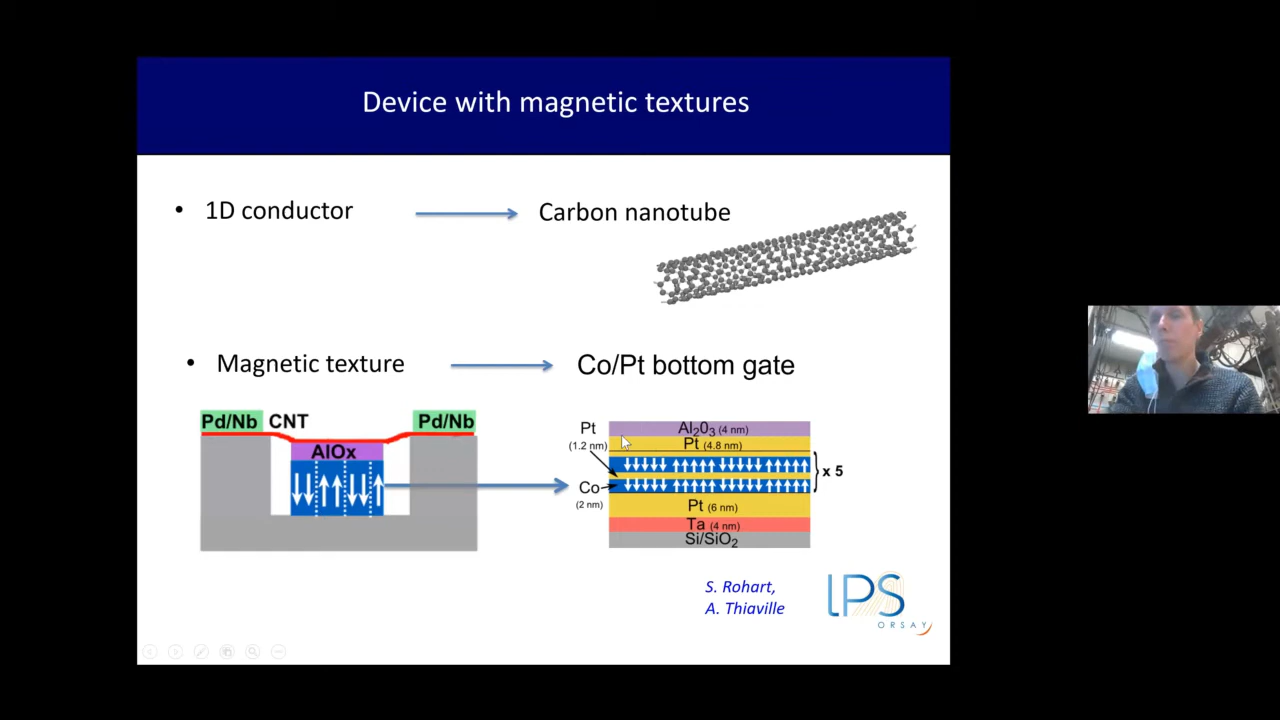 Device with magnetic textures
• 1D conductor
Carbon nanotube
• Magnetic texture
Co/Pt bottom gate
Pd/Nb CNT Pd/Nb
AlOx
Pt
(1.2 nm)
Co
(2 nm)
Al203 (4 nm)
Pt (4.8 nm)
x 5
Pt (6 nm)
Ta (4 nm)
Si/SiO2
S. Rohart,
A. Thiaville
LPS
ORSAY